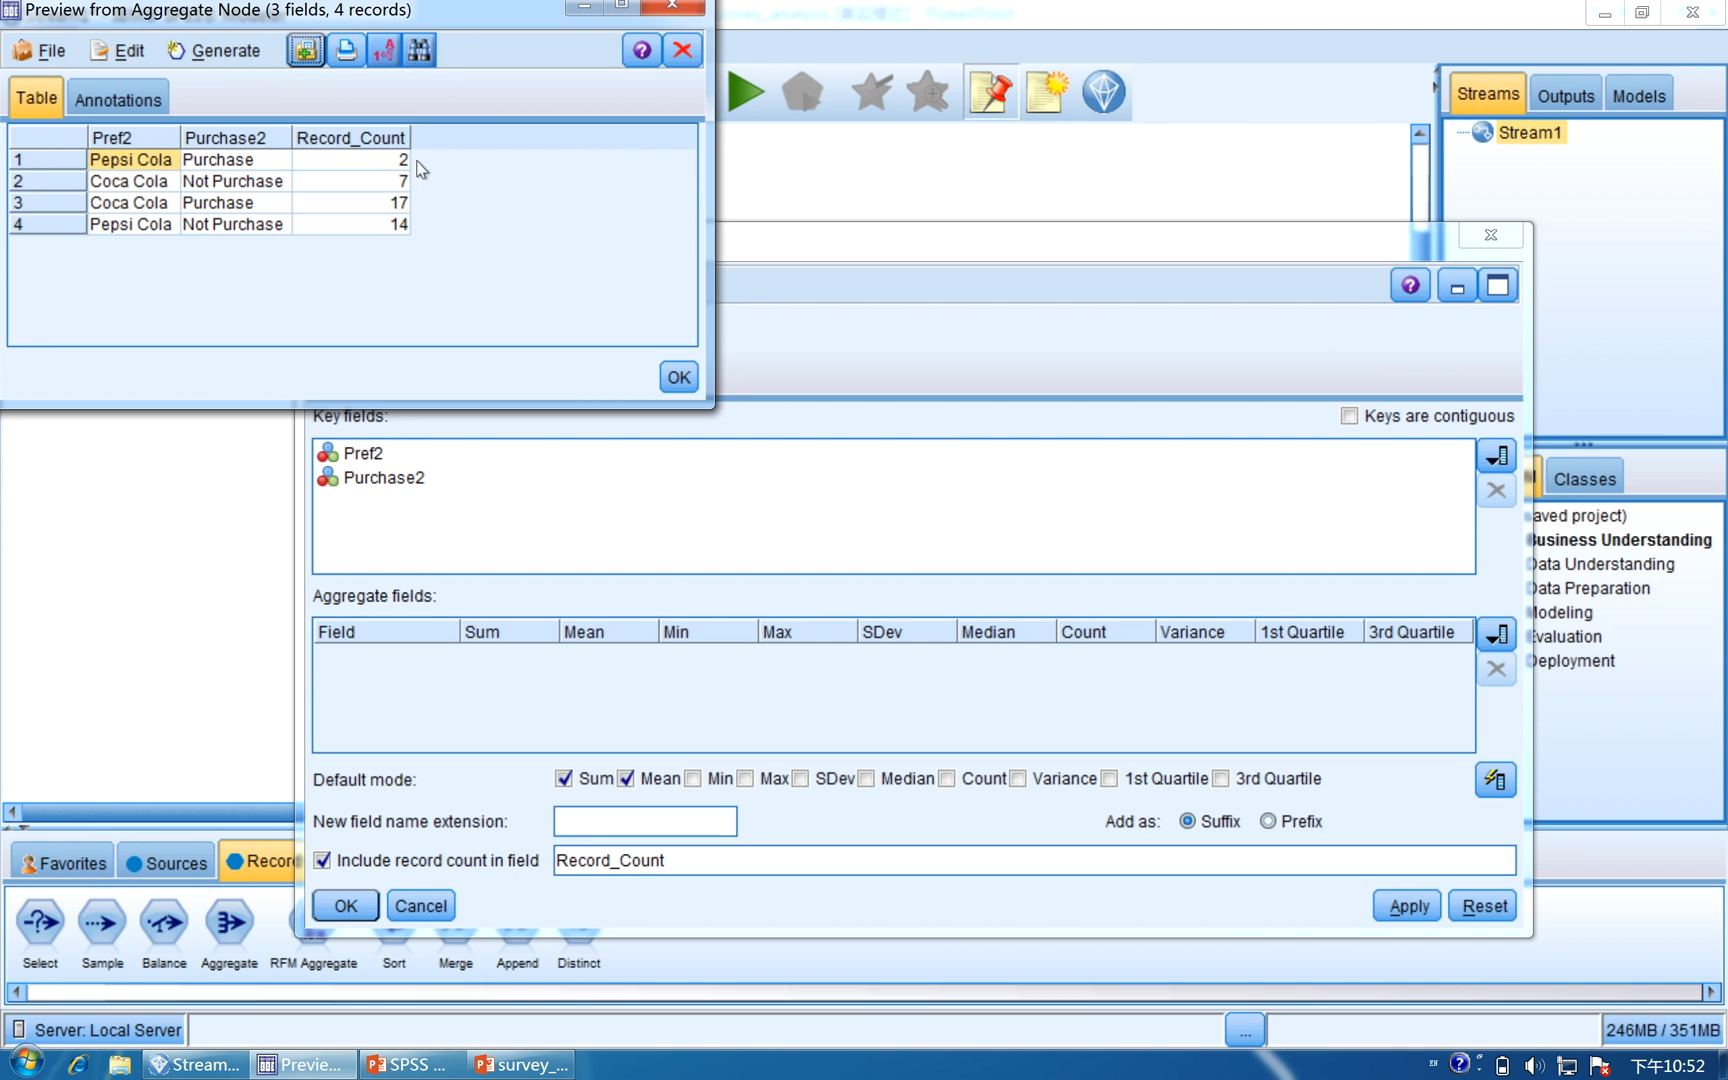 Preview from Aggregate Node (3 fields, 4 records)
File Edit Generate
Table Annotations
Pref2 Purchase2 Record_Count
1 Pepsi Cola Purchase 2
2 Coca Cola Not Purchase 7
3 Coca Cola Purchase 17
4 Pepsi Cola Not Purchase 14
OK
Streams Outputs Models
Stream1
Key fields:
Keys are contiguous
Pref2
Purchase2
Aggregate fields:
Field Sum Mean Min Max SDev Median Count Variance 1st Quartile 3rd Quartile
Default mode: Sum Mean Min Max SDev Median Count Variance 1st Quartile 3rd Quartile
New field name extension: Add as: Suffix Prefix
Include record count in field Record_Count
OK Cancel Apply Reset
Classes
aved project)
Business Understanding
Data Understanding
Data Preparation
Modeling
Evaluation
Deployment
Favorites Sources Recor
Select Sample Balance Aggregate RFM Aggregate Sort Merge Append Distinct
Server: Local Server ... 246MB / 351MB
Stream... Previe... SPSS ... survey_... EN 下午10:52